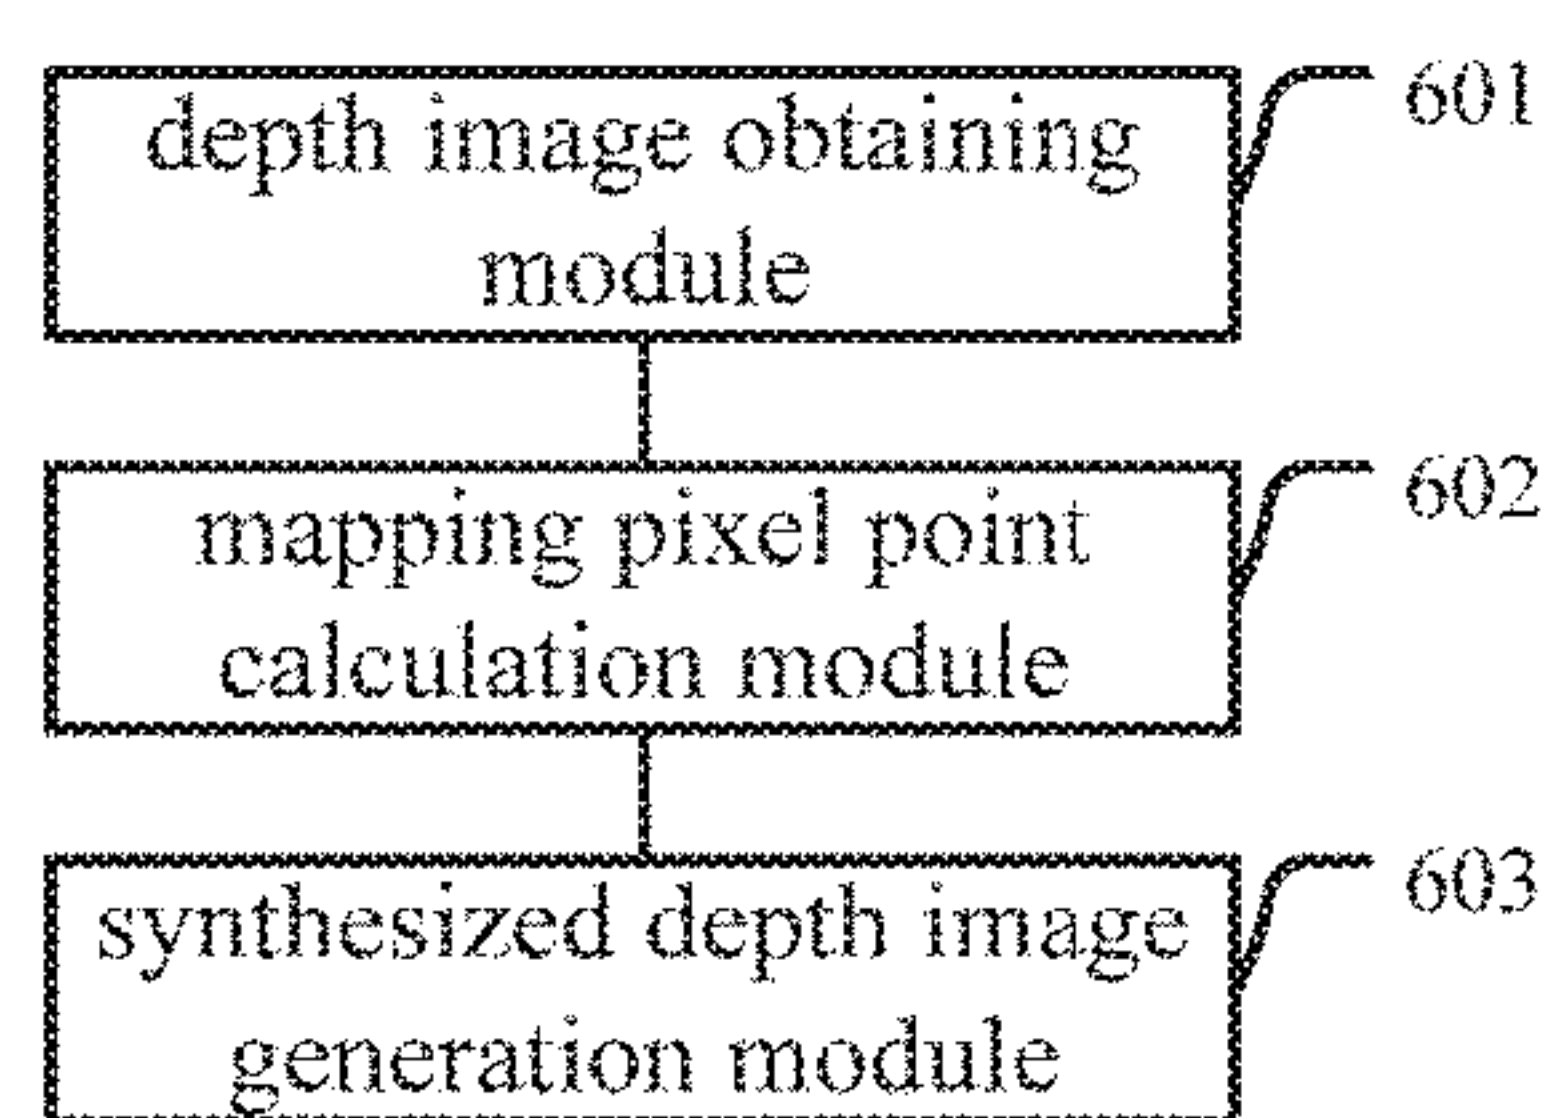 depth image obtaining
module
601
mapping pixel point
calculation module
602
synthesized depth image
generation module
603